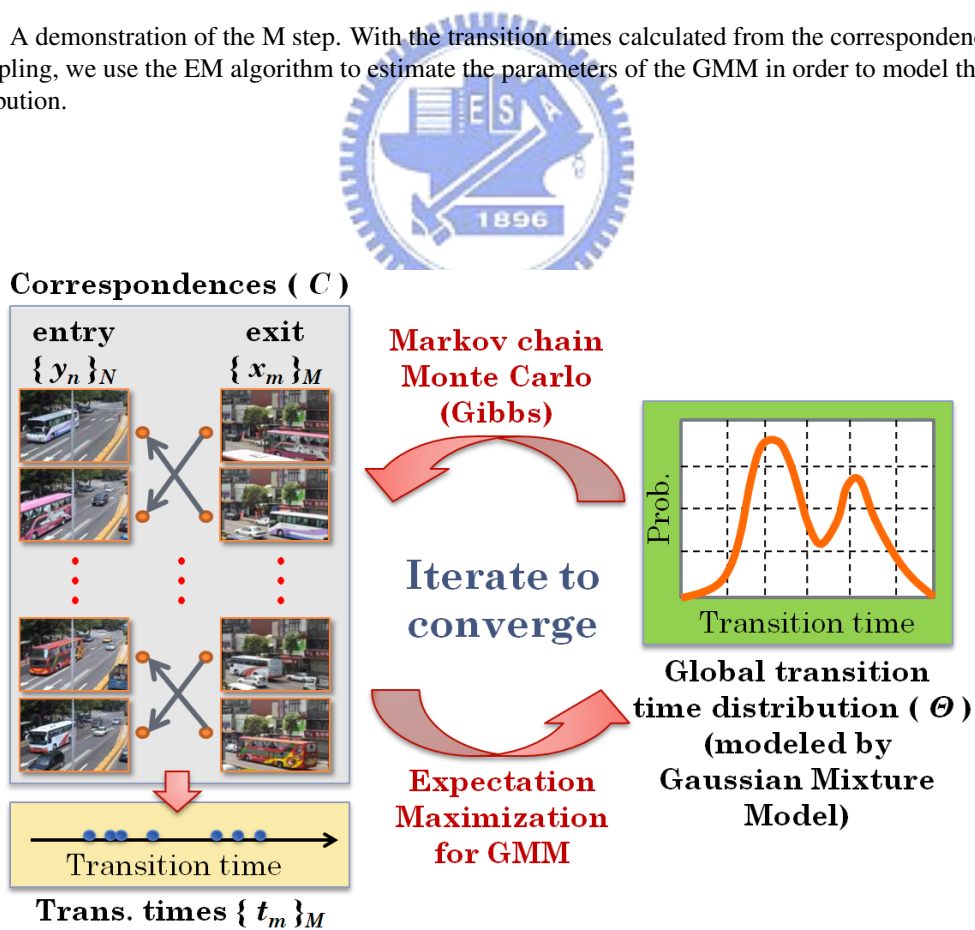 A demonstration of the M step. With the transition times calculated from the
pling, we use the EM algorithm to estimate the parameters of the GMM in order to model
ES A
1896
Correspondences ( C )
entry
exit
{ yn }N
{ xm }M
Markov chain
Monte Carlo
(Gibbs)
Iterate to
converge
Prob.
Transition time
Global transition
time distribution ( Θ )
(modeled by
Gaussian Mixture
Model)
Expectation
Maximization
for GMM
Transition time
Trans. times { tm }M